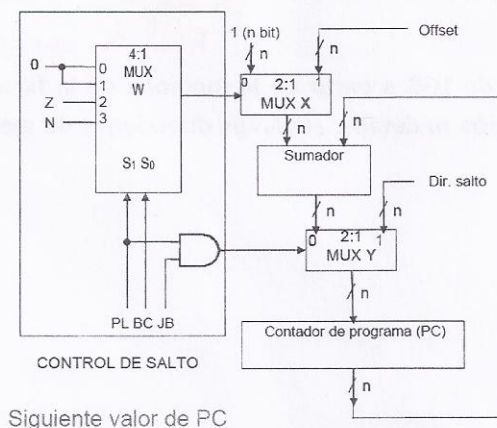 1 (n bit)
Offset
n
n
0
4:1
MUX
W
0
1
2
3
Z
N
S1 S0
0
2:1
1
MUX X
n
n
Sumador
n
n
Dir. salto
0
2:1
1
MUX Y
n
PL BC JB
Contador de programa (PC)
n
CONTROL DE SALTO
Siguiente valor de PC